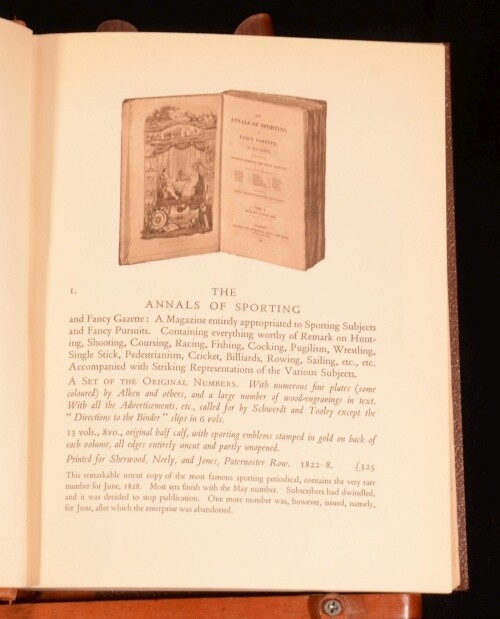 THE
ANNALS OF SPORTING
FANCY GAZETTE;
A MAGAZINE,
VOL. I.
LONDON:
1.
THE
ANNALS OF SPORTING
and Fancy Gazette: A Magazine entirely appropriated to Sporting Subjects
and Fancy Pursuits. Containing everything worthy of Remark on Hunt-
ing, Shooting, Coursing, Racing, Fishing, Cocking, Pugilism, Wrestling,
Single Stick, Pedestrianism, Cricket, Billiards, Rowing, Sailing, etc., etc.
Accompanied with Striking Representations of the Various Subjects.
A Set of the Original Numbers. With numerous fine plates (some
coloured) by Alken and others, and a large number of wood-engravings in text.
With all the Advertisements, etc., called for by Schwerdt and Tooley except the
" Directions to the Binder " slips in 6 vols.
13 vols., 8vo., original half calf, with sporting emblems stamped in gold on back of
each volume, all edges entirely uncut and partly unopened.
Printed for Sherwood, Neely, and Jones, Paternoster Row. 1822-8. £325
This remarkable uncut copy of the most famous sporting periodical, contains the very rare
number for June, 1828. Most sets finish with the May number. Subscribers had dwindled,
and it was decided to stop publication. One more number was, however, issued, namely,
for June, after which the enterprise was abandoned.